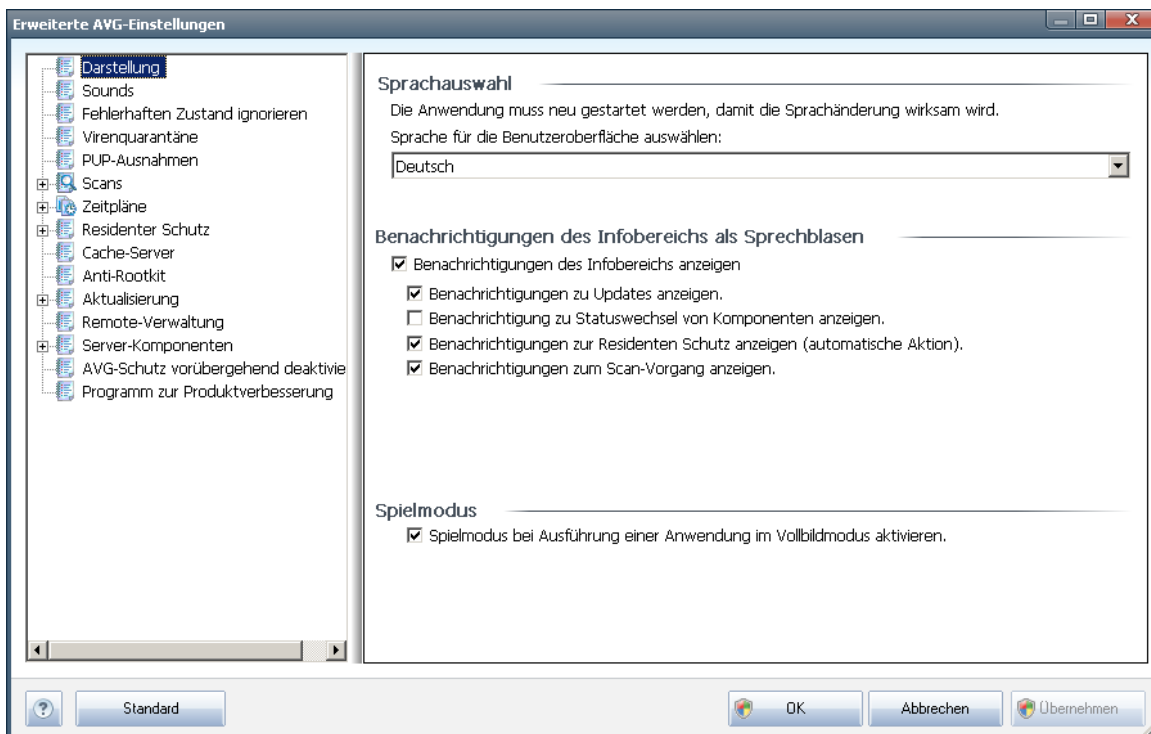 Erweiterte AVG-Einstellungen
Darstellung
Sounds
Fehlerhaften Zustand ignorieren
Virenquarantäne
PUP-Ausnahmen
Scans
Zeitpläne
Residenter Schutz
Cache-Server
Anti-Rootkit
Aktualisierung
Remote-Verwaltung
Server-Komponenten
AVG-Schutz vorübergehend deaktivie
Programm zur Produktverbesserung
Sprachauswahl
Die Anwendung muss neu gestartet werden, damit die Sprachänderung wirksam wird.
Sprache für die Benutzeroberfläche auswählen:
Deutsch
Benachrichtigungen des Infobereichs als Sprechblasen
Benachrichtigungen des Infobereichs anzeigen
Benachrichtigungen zu Updates anzeigen.
Benachrichtigung zu Statuswechsel von Komponenten anzeigen.
Benachrichtigungen zur Residenten Schutz anzeigen (automatische Aktion).
Benachrichtigungen zum Scan-Vorgang anzeigen.
Spielmodus
Spielmodus bei Ausführung einer Anwendung im Vollbildmodus aktivieren.
?
Standard
OK
Abbrechen
Übernehmen